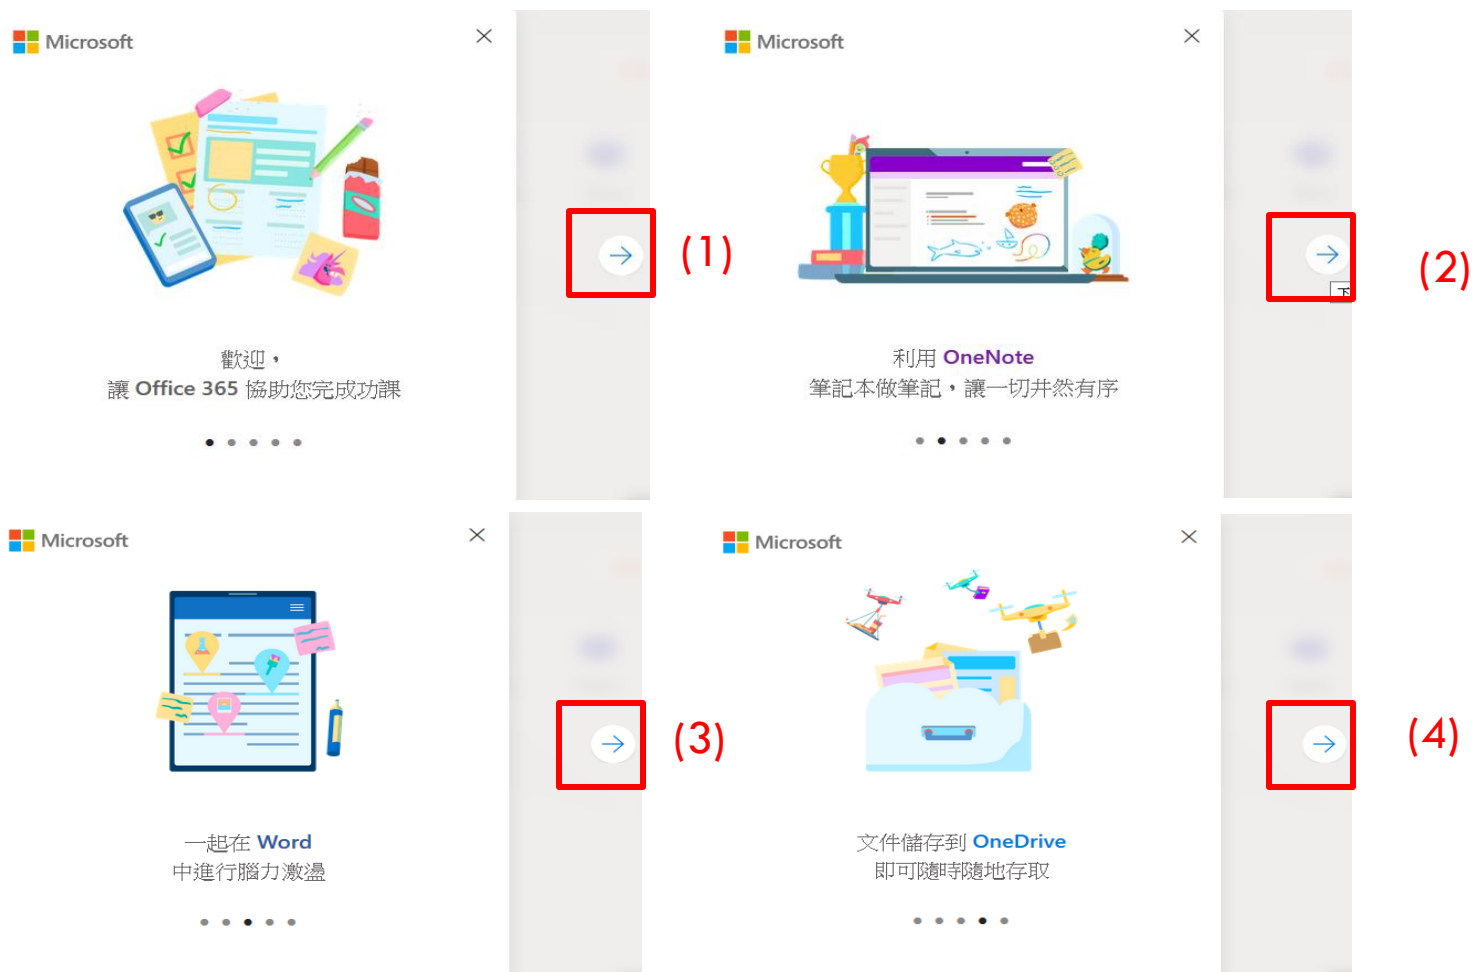 Microsoft
歡迎，
讓 Office 365 協助您完成功課
(1)
Microsoft
利用 OneNote
筆記本做筆記，讓一切井然有序
下
(2)
Microsoft
一起在 Word
中進行腦力激盪
(3)
Microsoft
文件儲存到 OneDrive
即可隨時隨地存取
(4)